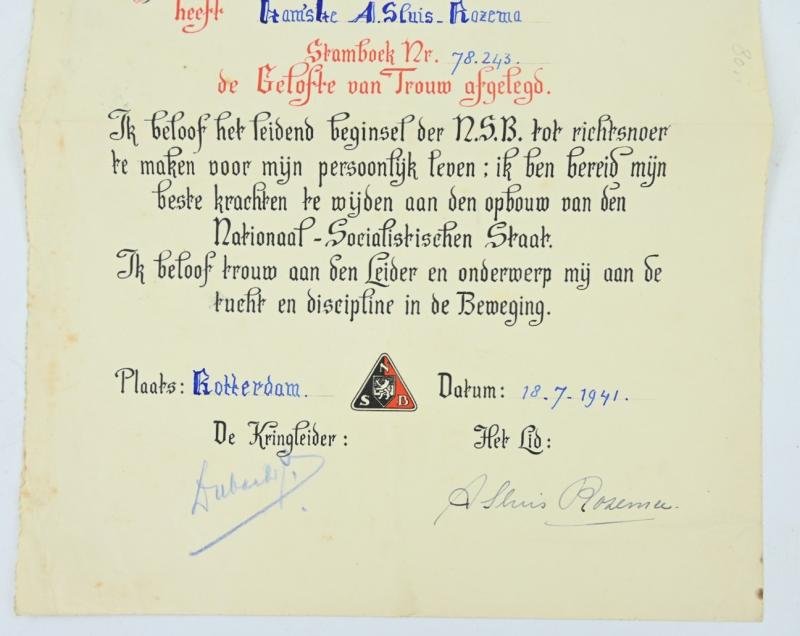 heeft Kam'ske A. Sluis-Rozema
Stamboek Nr. 78.243.
de Gelofte van Trouw afgelegd.
Ik beloof het leidend beginsel der N.S.B. tot richtsnoer
te maken voor mijn persoonlijk leven ; ik ben bereid mijn
beste krachten te wijden aan den opbouw van den
Nationaal-Socialistischen Staat.
Ik beloof trouw aan den Leider en onderwerp mij aan de
tucht en discipline in de Beweging.
Plaats: Rotterdam.
N
S B
Datum: 18.7-1941.
De Kringleider:
Het Lid:
A Sluis Rozema.
80,-